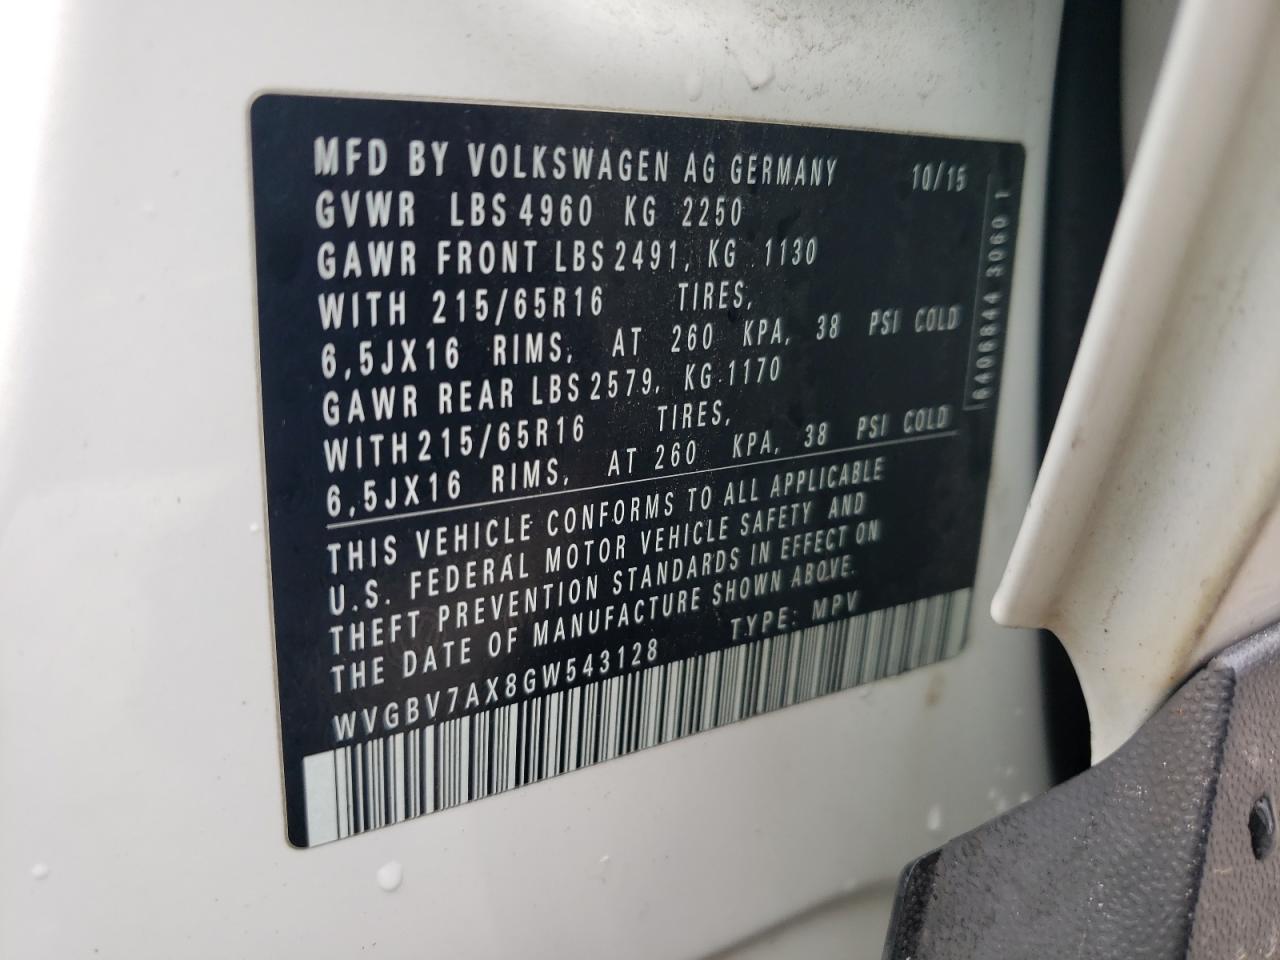 MFD BY VOLKSWAGEN AG GERMANY 10/15
GVWR LBS 4960 KG 2250
GAWR FRONT LBS 2491, KG 1130
WITH 215/65R16 TIRES,
6,5JX16 RIMS, AT 260 KPA, 38 PSI COLD
GAWR REAR LBS 2579, KG 1170
WITH 215/65R16 TIRES,
6,5JX16 RIMS, AT 260 KPA, 38 PSI COLD
THIS VEHICLE CONFORMS TO ALL APPLICABLE
U.S. FEDERAL MOTOR VEHICLE SAFETY AND
THEFT PREVENTION STANDARDS IN EFFECT ON
THE DATE OF MANUFACTURE SHOWN ABOVE.
WVGBV7AX8GW543128 TYPE: MPV
3060 1